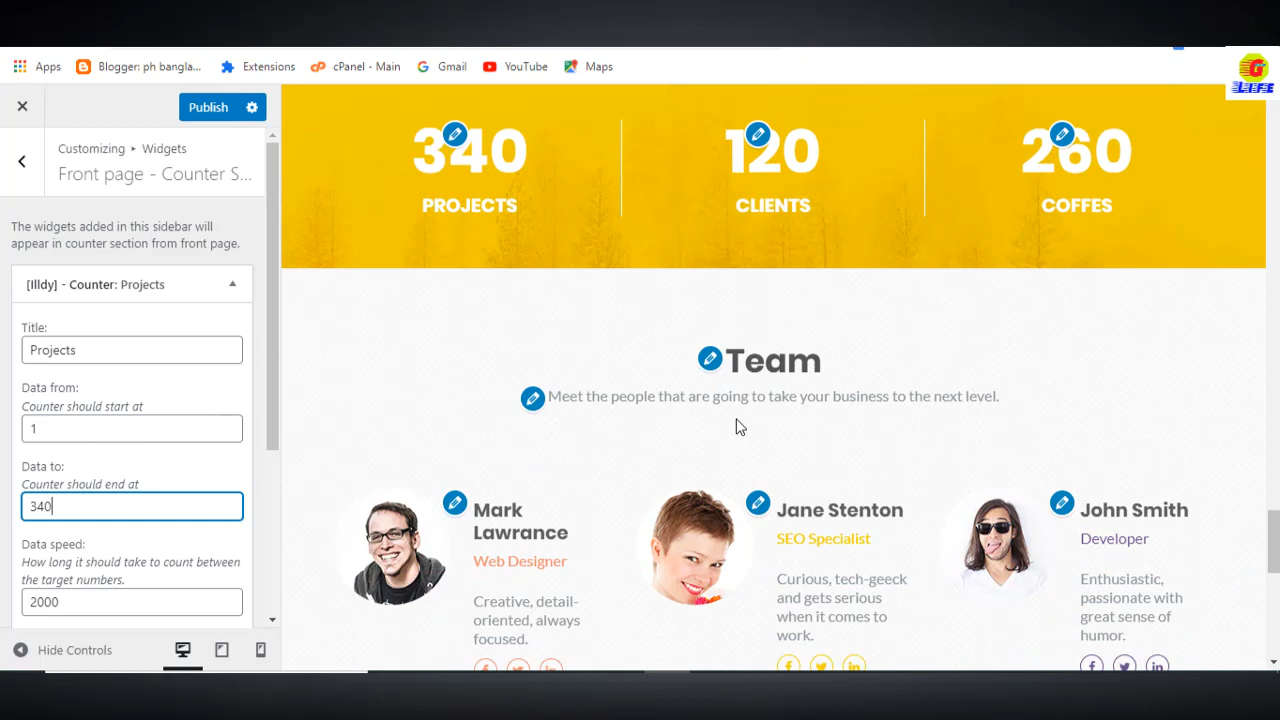 Apps
Blogger: ph bangla...
Extensions
cPanel - Main
Gmail
YouTube
Maps
G
LIFE
Publish
Customizing ▸ Widgets
Front page - Counter S...
The widgets added in this sidebar will
appear in counter section from front page.
[Illdy] - Counter: Projects
Title:
Projects
Data from:
Counter should start at
1
Data to:
Counter should end at
340
Data speed:
How long it should take to count between
the target numbers.
2000
Hide Controls
340
PROJECTS
120
CLIENTS
260
COFFES
Team
Meet the people that are going to take your business to the next level.
Mark
Lawrance
Web Designer
Creative, detail-
oriented, always
focused.
Jane Stenton
SEO Specialist
Curious, tech-geeck
and gets serious
when it comes to
work.
John Smith
Developer
Enthusiastic,
passionate with
great sense of
humor.